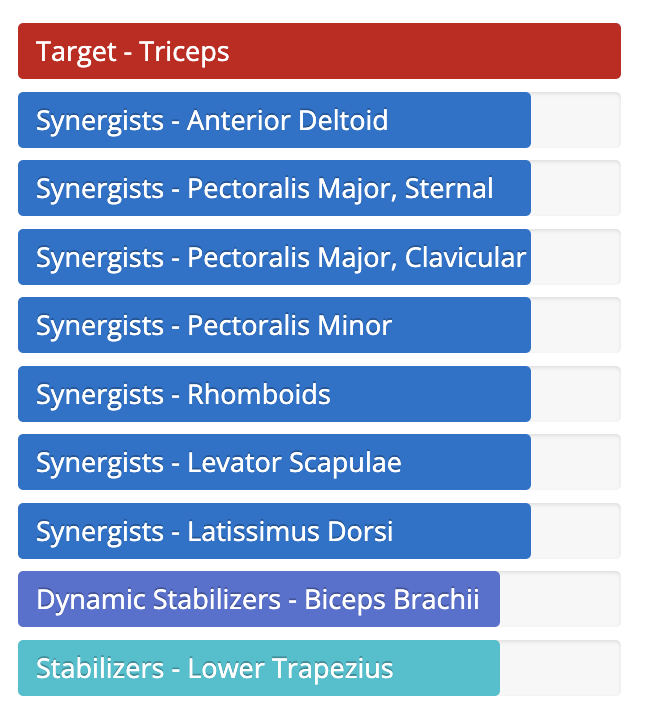 Target - Triceps
Synergists - Anterior Deltoid
Synergists - Pectoralis Major, Sternal
Synergists - Pectoralis Major, Clavicular
Synergists - Pectoralis Minor
Synergists - Rhomboids
Synergists - Levator Scapulae
Synergists - Latissimus Dorsi
Dynamic Stabilizers - Biceps Brachii
Stabilizers - Lower Trapezius